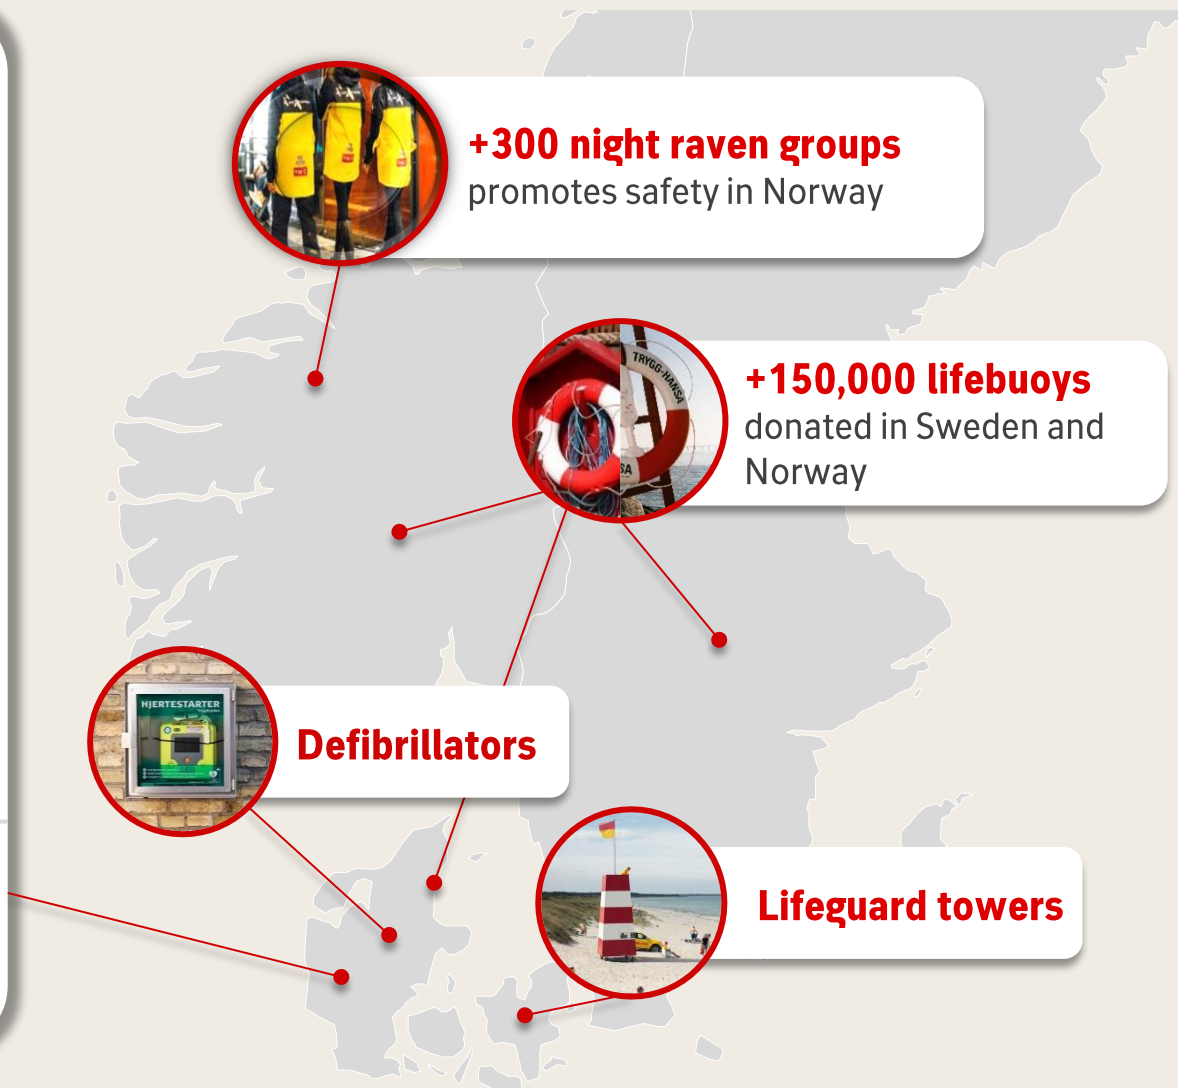 +300 night raven groups
promotes safety in Norway
TRYGG-HANSA
SA
+150,000 lifebuoys
donated in Sweden and
Norway
HJERTESTARTER
Defibrillators
Lifeguard towers